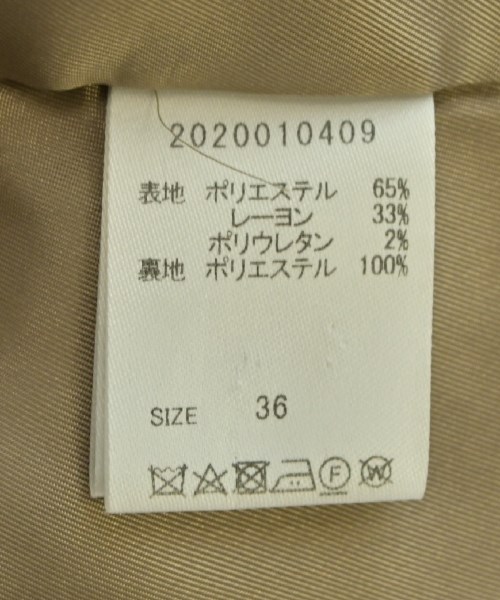 2020010409
表地 ポリエステル 65%
レーヨン 33%
ポリウレタン 2%
裏地 ポリエステル 100%
SIZE 36
F W